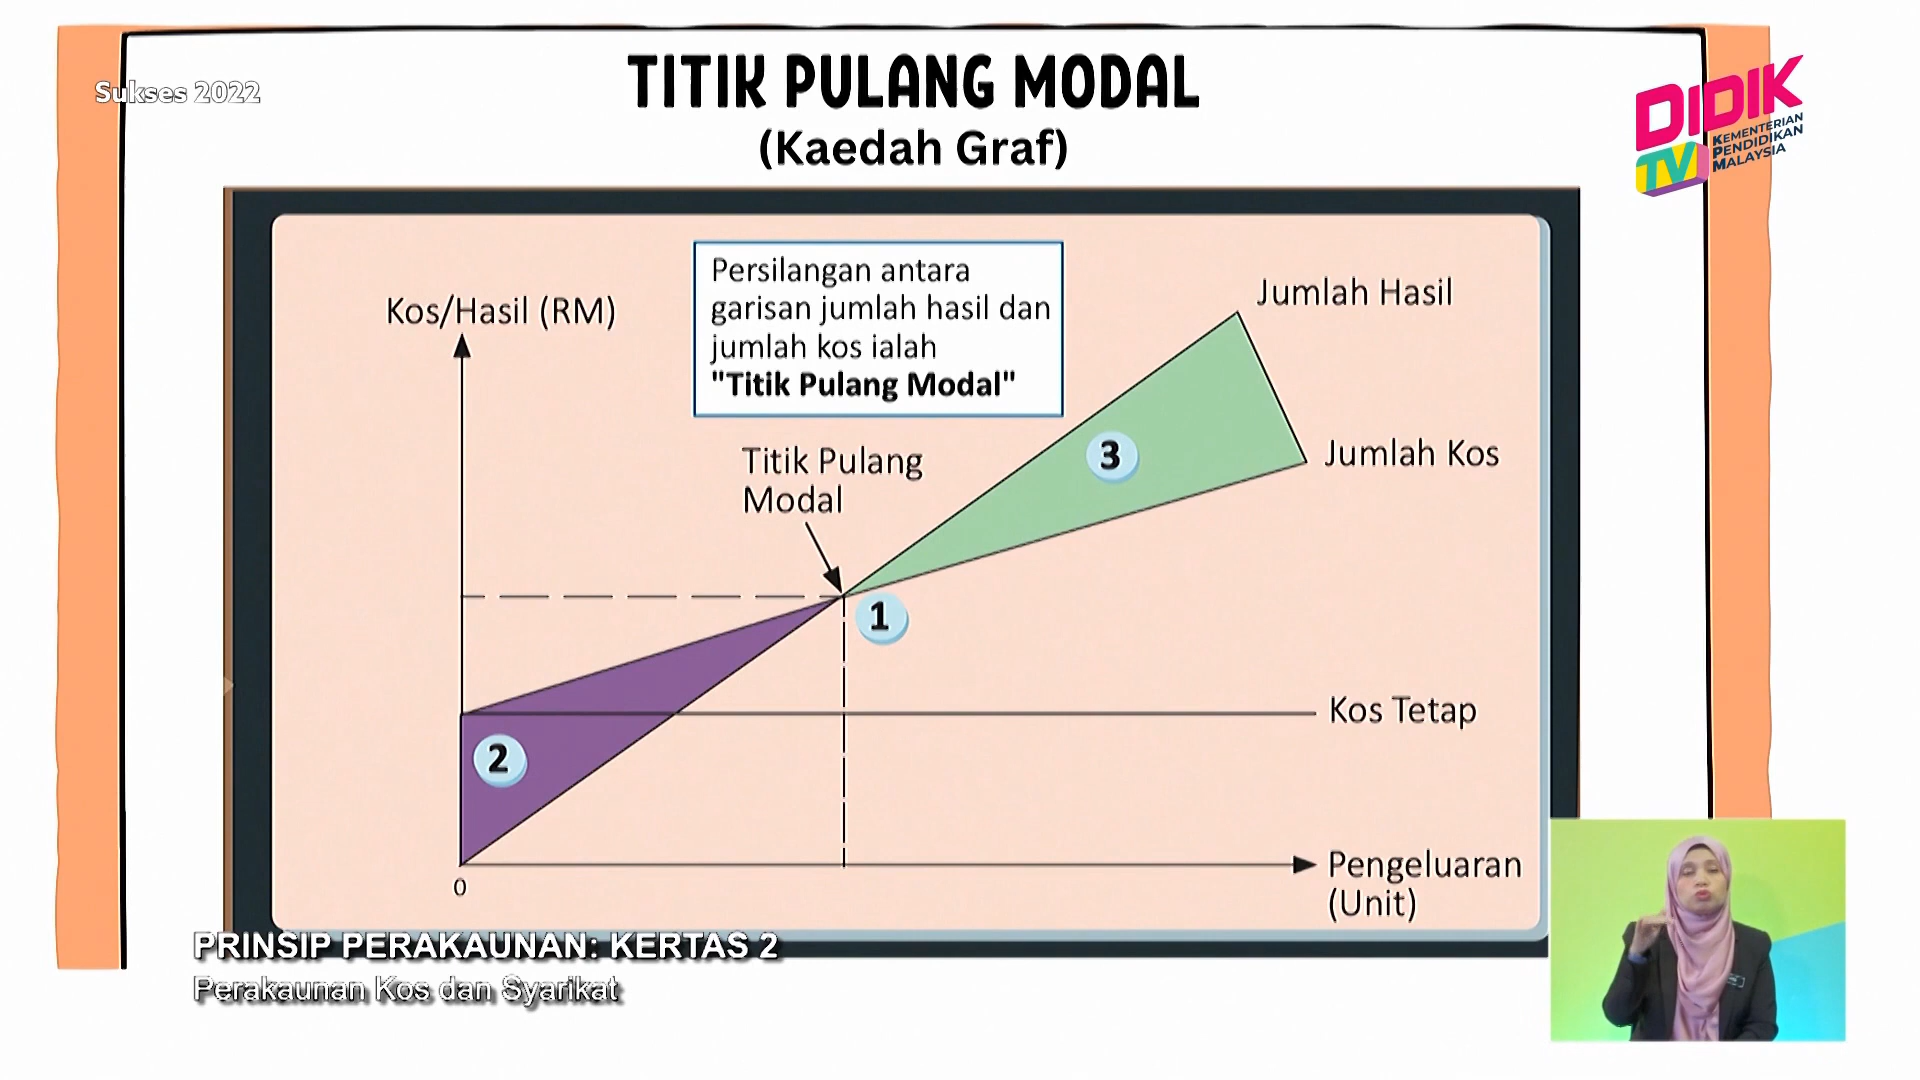 TITIK PULANG MODAL
(Kaedah Graf)
Sukses 2022
DIDIK
TV
KEMENTERIAN
PENDIDIKAN
MALAYSIA
Persilangan antara
garisan jumlah hasil dan
jumlah kos ialah
"Titik Pulang Modal"
Kos/Hasil (RM)
Jumlah Hasil
3
Jumlah Kos
Titik Pulang
Modal
1
Kos Tetap
2
0
Pengeluaran
(Unit)
PRINSIP PERAKAUNAN: KERTAS 2
Perakaunan Kos dan Syarikat